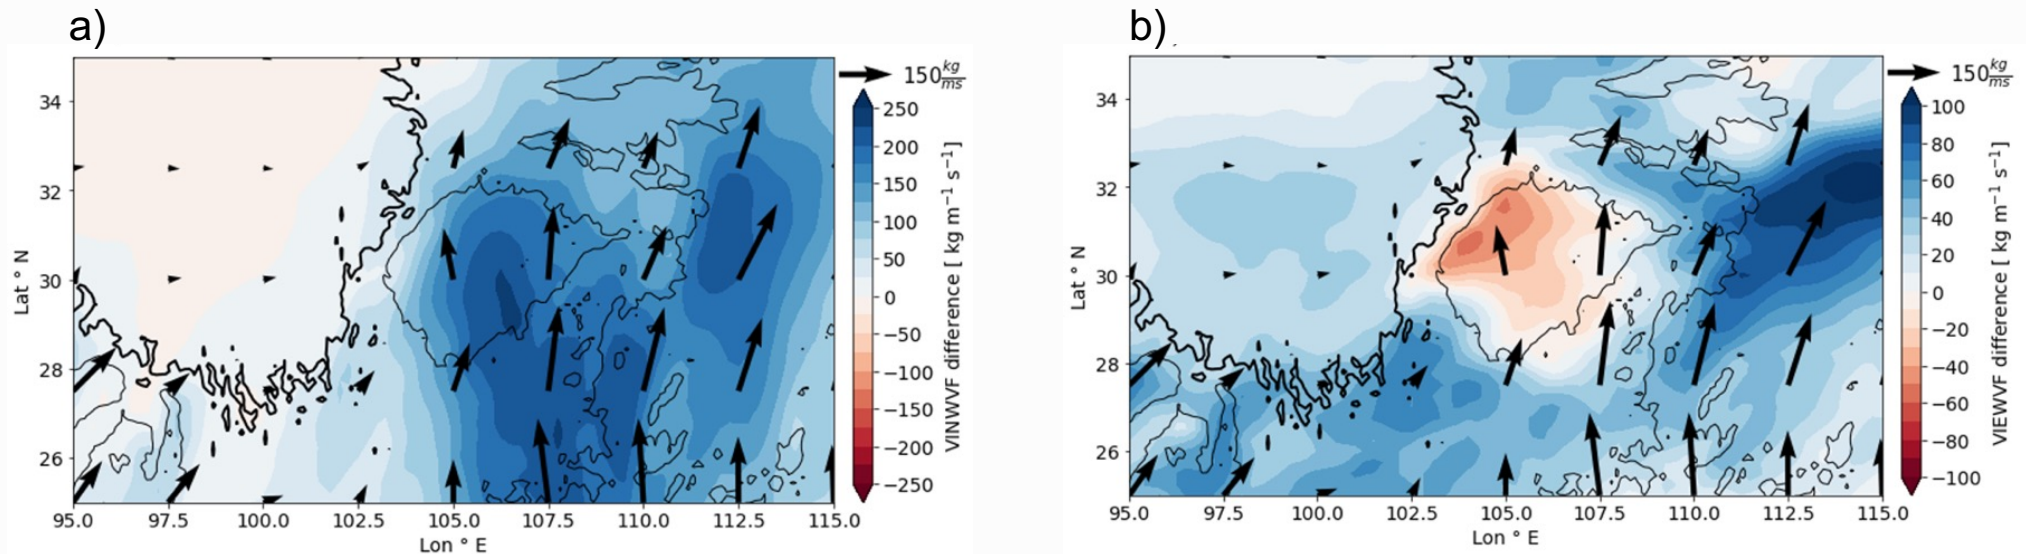 a)
150 kg/ms
34
32
30
28
26
Lat ° N
95.0 97.5 100.0 102.5 105.0 107.5 110.0 112.5 115.0
Lon ° E
250
200
150
100
50
0
−50
−100
−150
−200
−250
VINWVF difference [ kg m⁻¹ s⁻¹]
b)
150 kg/ms
34
32
30
28
26
Lat ° N
95.0 97.5 100.0 102.5 105.0 107.5 110.0 112.5 115.0
Lon ° E
100
80
60
40
20
0
−20
−40
−60
−80
−100
VIEWVF difference [ kg m⁻¹ s⁻¹]